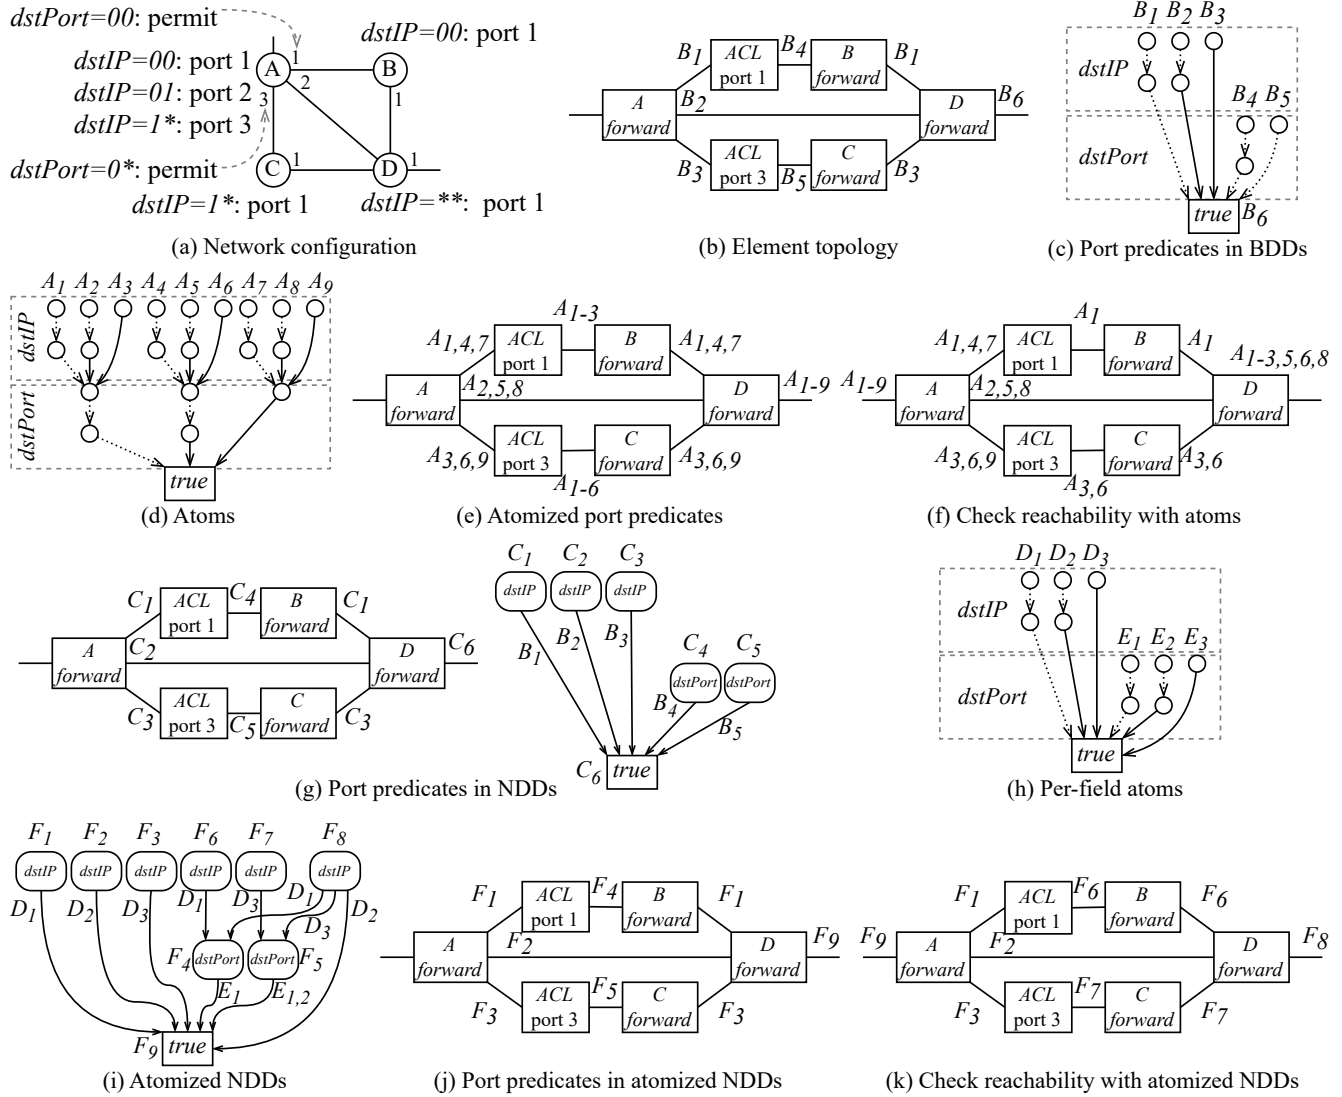 dstPort=00: permit
dstIP=00: port 1
dstIP=00: port 1
dstIP=01: port 2
dstIP=1*: port 3
dstPort=0*: permit
A
1
2
3
B
1
C
1
D
1
dstIP=1*: port 1
dstIP=**: port 1
(a) Network configuration
B1
ACL
port 1
B4
B
forward
B1
A
forward
B2
D
forward
B6
B3
ACL
port 3
B5
C
forward
B3
(b) Element topology
B1 B2 B3
dstIP
B4 B5
dstPort
true
B6
(c) Port predicates in BDDs
A1 A2 A3 A4 A5 A6 A7 A8 A9
dstIP
dstPort
true
(d) Atoms
A1-3
A1,4,7
ACL
port 1
B
forward
A1,4,7
A
forward
A2,5,8
D
forward
A1-9
A3,6,9
ACL
port 3
C
forward
A3,6,9
A1-6
(e) Atomized port predicates
A1
A1,4,7
ACL
port 1
B
forward
A1
A1-3,5,6,8
A1-9
A
forward
A2,5,8
D
forward
A3,6,9
ACL
port 3
C
forward
A3,6
A3,6
(f) Check reachability with atoms
C1
ACL
port 1
C4
B
forward
C1
A
forward
C2
D
forward
C6
C3
ACL
port 3
C5
C
forward
C3
C1 C2 C3
dstIP dstIP dstIP
B1 B2 B3
C4 C5
dstPort dstPort
B4 B5
C6 true
(g) Port predicates in NDDs
D1 D2 D3
dstIP
E1 E2 E3
dstPort
true
(h) Per-field atoms
F1 F2 F3 F6 F7 F8
dstIP dstIP dstIP dstIP dstIP dstIP
D1 D2 D3 D1 D3 D1 D3 D2
F4 dstPort dstPort F5
E1 E1,2
F9 true
(i) Atomized NDDs
F1
ACL
port 1
F4
B
forward
F1
A
forward
F2
D
forward
F9
F3
ACL
port 3
F5
C
forward
F3
(j) Port predicates in atomized NDDs
F1
ACL
port 1
F6
B
forward
F6
F9
A
forward
F2
D
forward
F8
F3
ACL
port 3
F7
C
forward
F7
(k) Check reachability with atomized NDDs